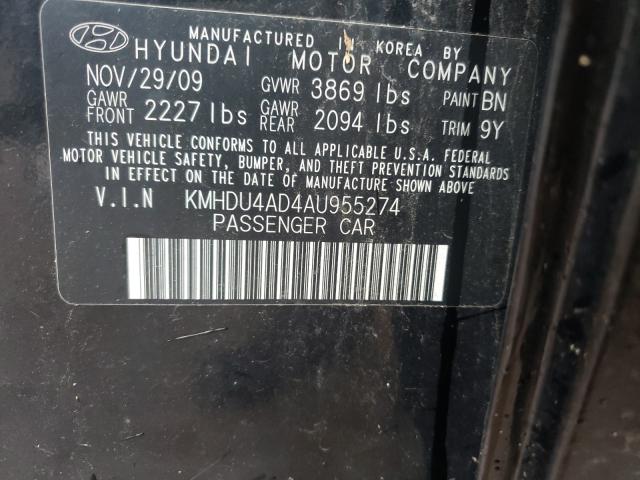 MANUFACTURED IN KOREA BY
HYUNDAI MOTOR COMPANY
NOV/29/09 GVWR 3869 lbs PAINT BN
GAWR FRONT 2227 lbs GAWR REAR 2094 lbs TRIM 9Y
THIS VEHICLE CONFORMS TO ALL APPLICABLE U.S.A. FEDERAL
MOTOR VEHICLE SAFETY, BUMPER, AND THEFT PREVENTION STANDARDS
IN EFFECT ON THE DATE OF MANUFACTURE SHOWN ABOVE
V.I.N KMHDU4AD4AU955274
PASSENGER CAR